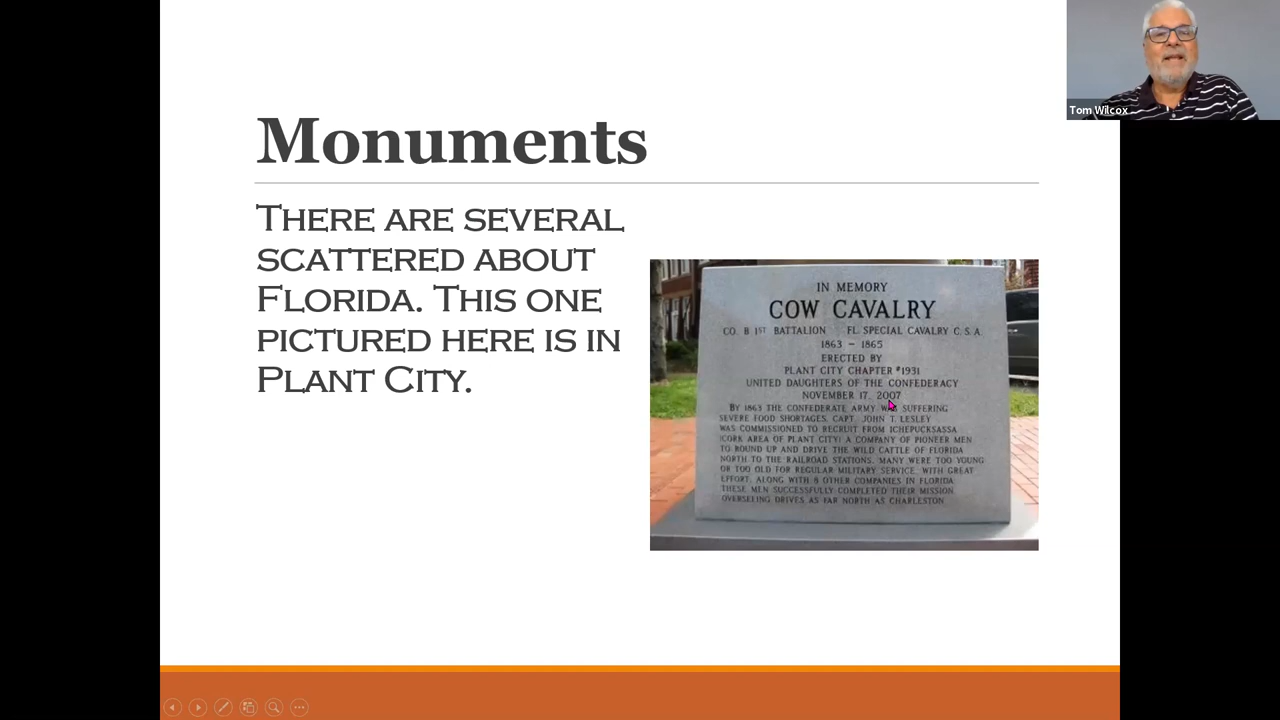 Monuments
THERE ARE SEVERAL
SCATTERED ABOUT
FLORIDA. THIS ONE
PICTURED HERE IS IN
PLANT CITY.
IN MEMORY
COW CAVALRY
CO. B 1ST BATTALION FL. SPECIAL CAVALRY C.S.A.
1863 - 1865
ERECTED BY
PLANT CITY CHAPTER #1931
UNITED DAUGHTERS OF THE CONFEDERACY
NOVEMBER 17, 2007
BY 1863 THE CONFEDERATE ARMY WAS SUFFERING
SEVERE FOOD SHORTAGES. CAPT. JOHN T. LESLEY
WAS COMMISSIONED TO RECRUIT FROM ICHEPUCKSASSA
(CORK AREA OF PLANT CITY) A COMPANY OF PIONEER MEN
TO ROUND UP AND DRIVE THE WILD CATTLE OF FLORIDA
NORTH TO THE RAILROAD STATIONS. MANY WERE TOO YOUNG
OR TOO OLD FOR REGULAR MILITARY SERVICE. WITH GREAT
EFFORT, ALONG WITH 8 OTHER COMPANIES IN FLORIDA
THESE MEN SUCCESSFULLY COMPLETED THEIR MISSION
OVERSEEING DRIVES AS FAR NORTH AS CHARLESTON
Tom Wilcox